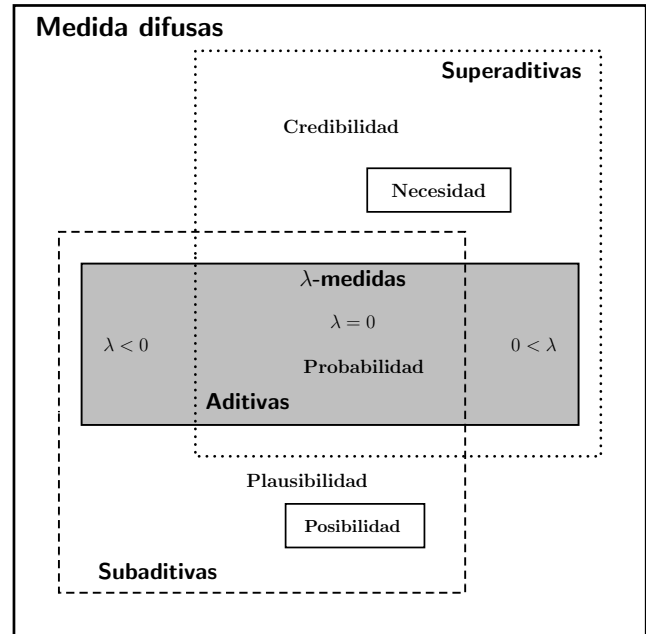 Medida difusas
Superaditivas
Credibilidad
Necesidad
λ-medidas
λ = 0
λ < 0
0 < λ
Probabilidad
Aditivas
Plausibilidad
Posibilidad
Subaditivas